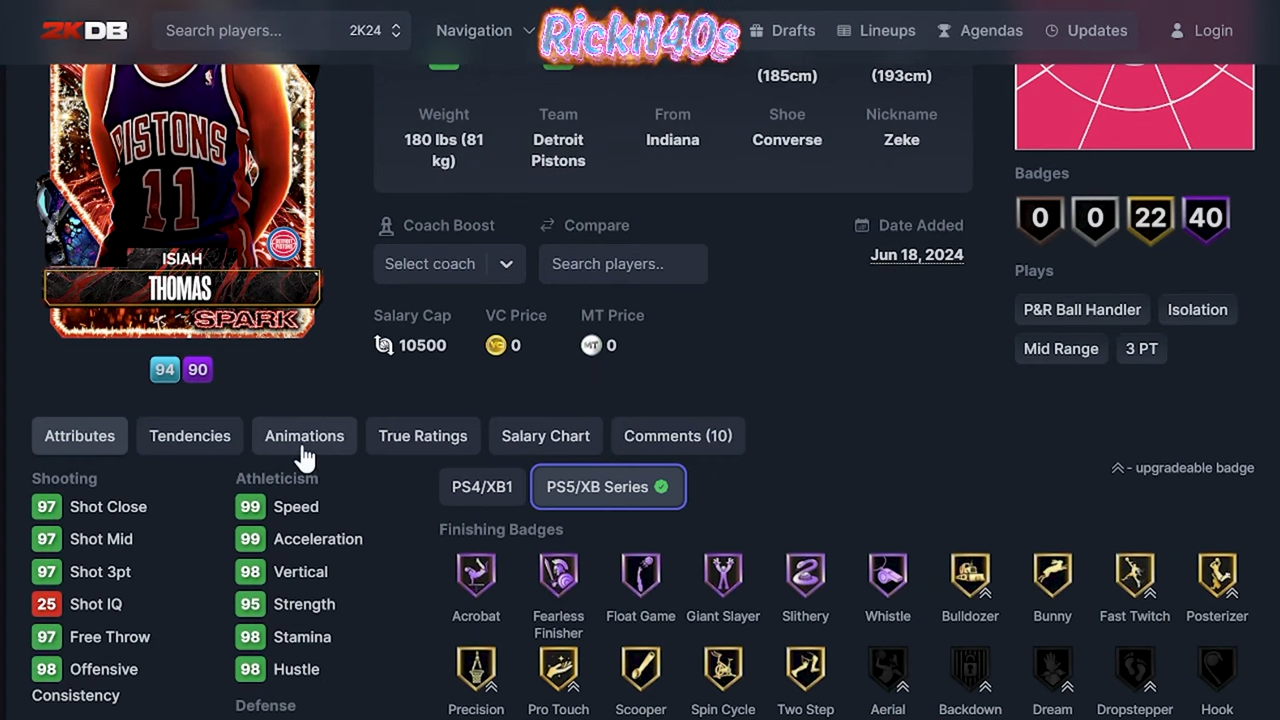 2KDB
Search players...
2K24
Navigation
RickN40s
Drafts
Lineups
Agendas
Updates
Login
(185cm)
(193cm)
Weight
Team
From
Shoe
Nickname
180 lbs (81
kg)
Detroit
Pistons
Indiana
Converse
Zeke
PISTONS
11
ISIAH
THOMAS
SPARK
94
90
Coach Boost
Compare
Date Added
Select coach
Search players..
Jun 18, 2024
Salary Cap
VC Price
MT Price
10500
VC
0
MT
0
Badges
0
0
22
40
Plays
P&R Ball Handler
Isolation
Mid Range
3 PT
Attributes
Tendencies
Animations
True Ratings
Salary Chart
Comments (10)
- upgradeable badge
PS4/XB1
PS5/XB Series
Shooting
97 Shot Close
97 Shot Mid
97 Shot 3pt
25 Shot IQ
97 Free Throw
98 Offensive
Consistency
Athleticism
99 Speed
99 Acceleration
98 Vertical
95 Strength
98 Stamina
98 Hustle
Defense
Finishing Badges
Acrobat
Fearless
Finisher
Float Game
Giant Slayer
Slithery
Whistle
Bulldozer
Bunny
Fast Twitch
Posterizer
Precision
Pro Touch
Scooper
Spin Cycle
Two Step
Aerial
Backdown
Dream
Dropstepper
Hook